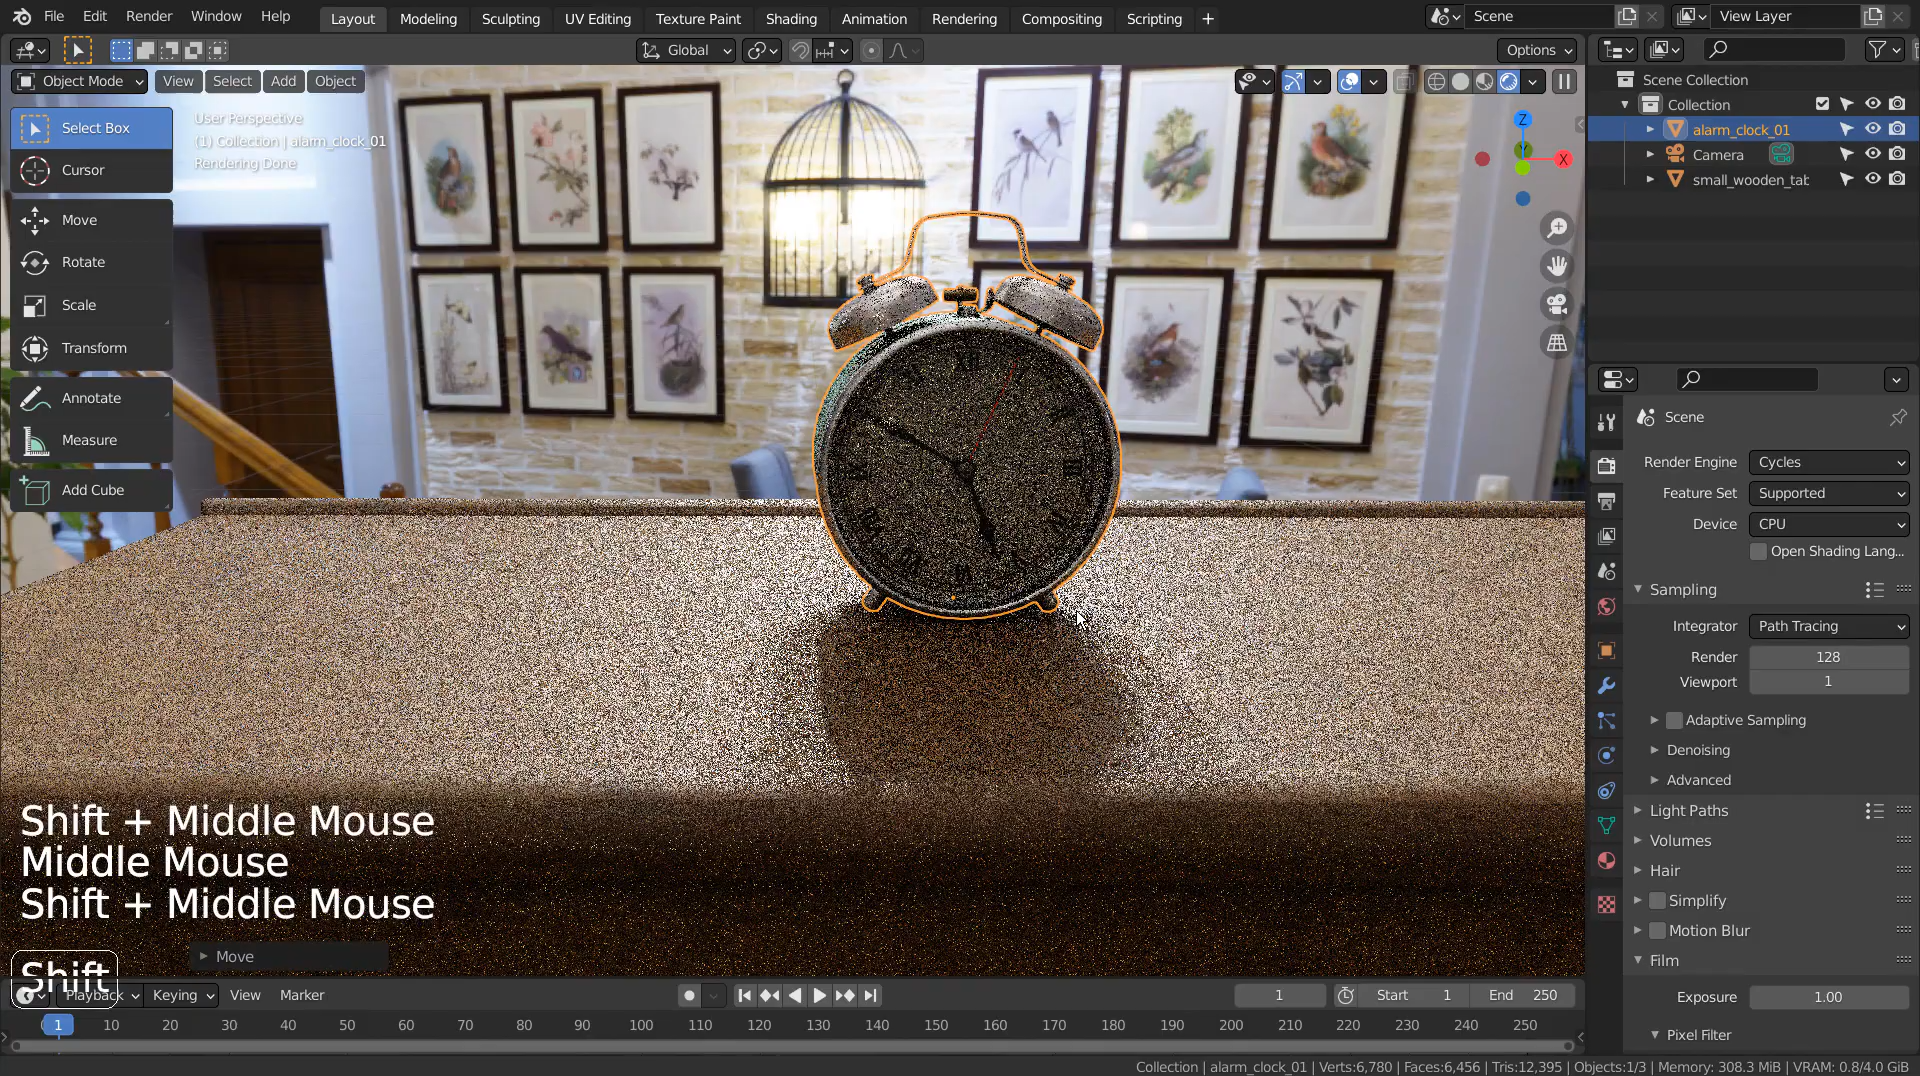 File Edit Render Window Help Layout Modeling Sculpting UV Editing Texture Paint Shading Animation Rendering Compositing Scripting + Scene View Layer
Global Options
Object Mode View Select Add Object
Scene Collection
Collection
alarm_clock_01
Camera
small_wooden_tab
Select Box
Cursor
Move
Rotate
Scale
Transform
Annotate
Measure
Add Cube
User Perspective
(1) Collection | alarm_clock_01
Rendering Done
Z
Y
X
Scene
Render Engine Cycles
Feature Set Supported
Device CPU
Open Shading Lang...
Sampling
Integrator Path Tracing
Render 128
Viewport 1
Adaptive Sampling
Denoising
Advanced
Light Paths
Volumes
Hair
Simplify
Motion Blur
Film
Exposure 1.00
Pixel Filter
Shift + Middle Mouse
Middle Mouse
Shift + Middle Mouse
Shift
Move
Playback Keying View Marker 1 Start 1 End 250
1 10 20 30 40 50 60 70 80 90 100 110 120 130 140 150 160 170 180 190 200 210 220 230 240 250
Collection | alarm_clock_01 | Verts:6,780 | Faces:6,456 | Tris:12,395 | Objects:1/3 | Memory: 308.3 MiB | VRAM: 0.8/4.0 GiB